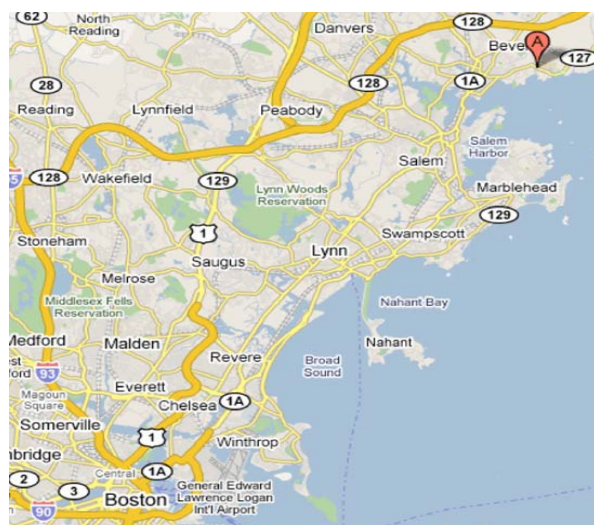 62
North
Reading
Danvers
128
Beve
A
127
28
128
1A
Reading
Lynnfield
Peabody
Salem
Harbor
Salem
128
Wakefield
129
Lynn Woods
Reservation
Marblehead
129
1
Stoneham
Swampscott
Lynn
Saugus
Melrose
Nahant Bay
Middlesex Fells
Reservation
Medford
Malden
Nahant
Revere
Broad
Sound
93
Everett
Magoun
Square
Chelsea
1A
Somerville
1
Winthrop
nbridge
Central
2
1A
3
General Edward
Lawrence Logan
Int'l Airport
Boston
90